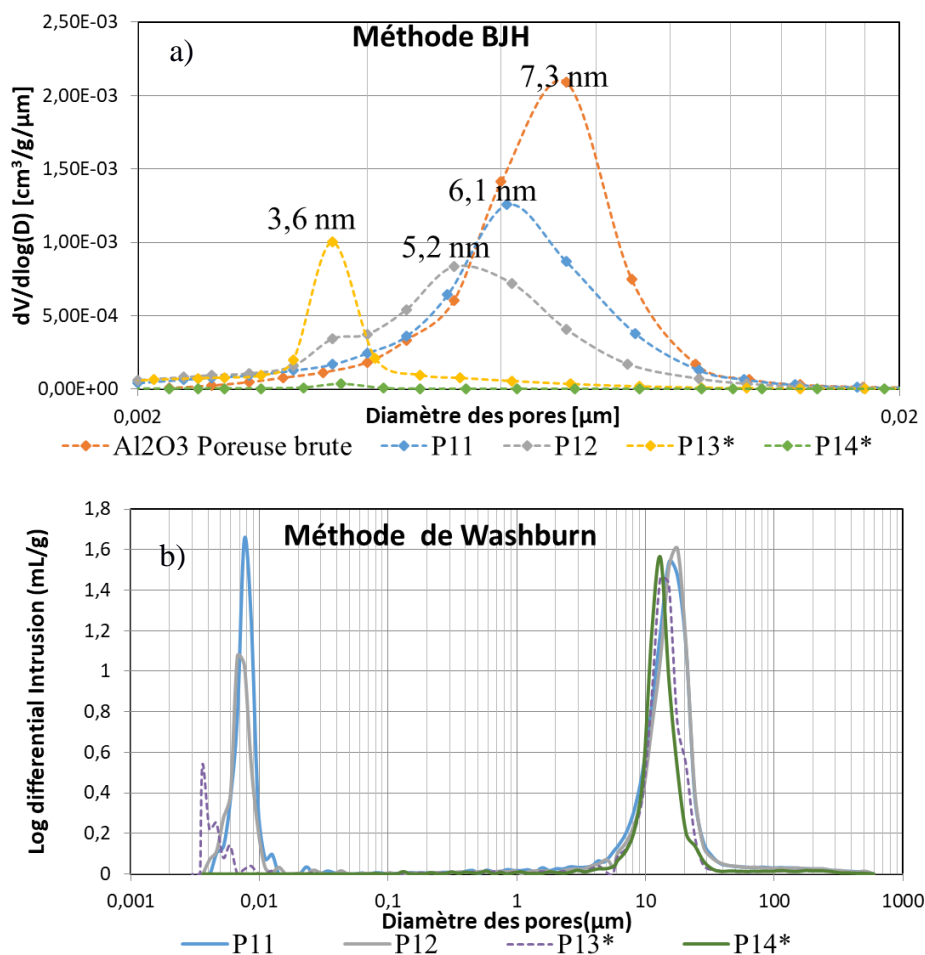 Méthode BJH
a)
dV/dlog(D) [cm³/g/µm]
2,50E-03
2,00E-03
1,50E-03
1,00E-03
5,00E-04
0,00E+00
7,3 nm
6,1 nm
3,6 nm
5,2 nm
0,002
Diamètre des pores [µm]
0,02
Al2O3 Poreuse brute
P11
P12
P13*
P14*
Méthode de Washburn
b)
Log differential Intrusion (mL/g)
1,8
1,6
1,4
1,2
1
0,8
0,6
0,4
0,2
0
0,001
0,01
0,1
1
10
100
1000
Diamètre des pores(µm)
P11
P12
P13*
P14*